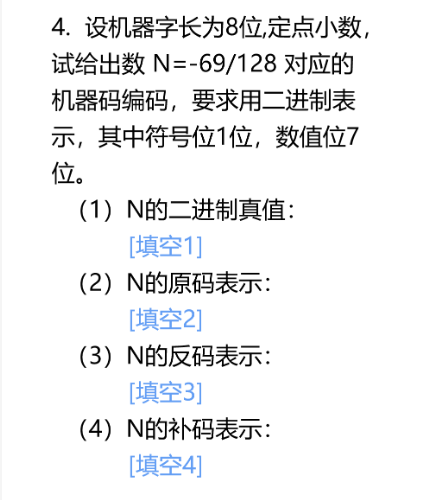 4. 设机器字长为8位,定点小数，
试给出数 N=-69/128 对应的
机器码编码，要求用二进制表
示，其中符号位1位，数值位7
位。
（1）N的二进制真值：
[填空1]
（2）N的原码表示：
[填空2]
（3）N的反码表示：
[填空3]
（4）N的补码表示：
[填空4]